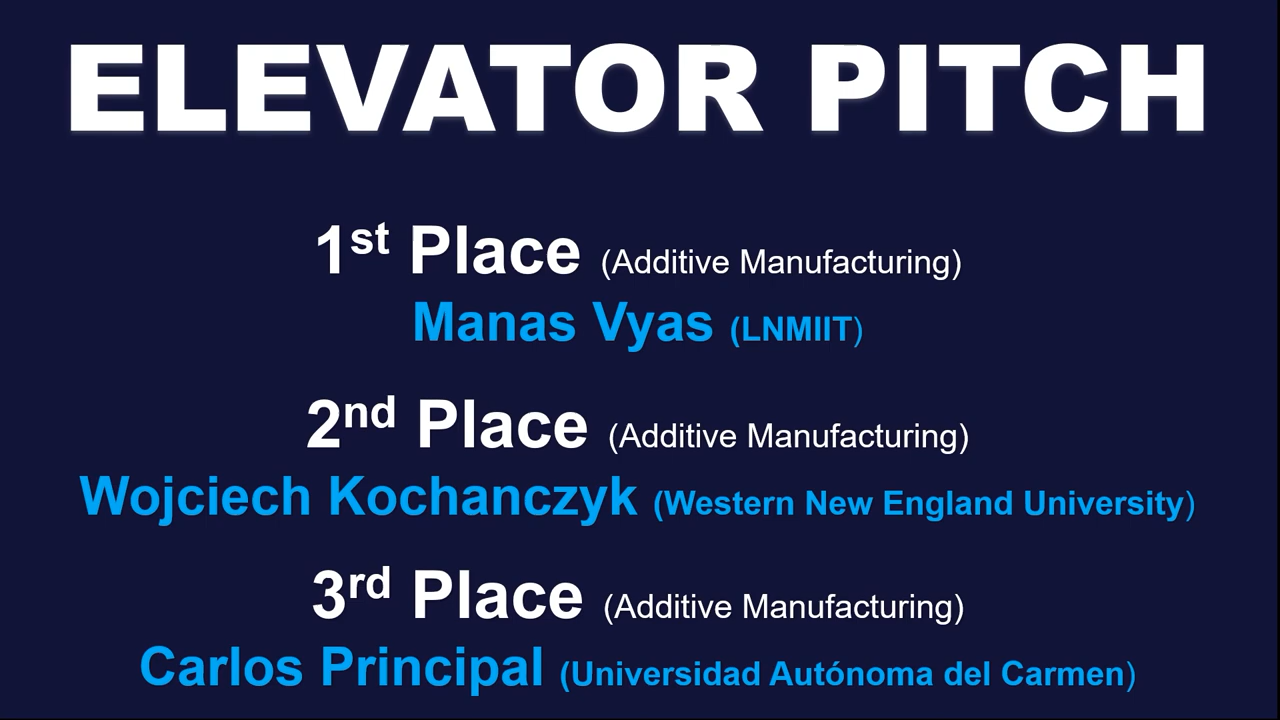 ELEVATOR PITCH
1st Place (Additive Manufacturing)
Manas Vyas (LNMIIT)
2nd Place (Additive Manufacturing)
Wojciech Kochanczyk (Western New England University)
3rd Place (Additive Manufacturing)
Carlos Principal (Universidad Autónoma del Carmen)